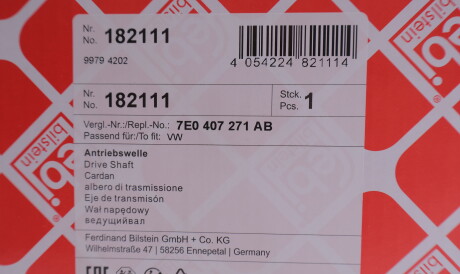 febi
bilstein
Nr.
No. 182111
9979 4202
4 054224 821114
Nr.
No. 182111
Stck.
Pcs. 1
Vergl.-Nr.:/Repl.-No.: 7E0 407 271 AB
Passend für:/To fit: VW
Antriebswelle
Drive Shaft
Cardan
albero di trasmissione
Eje de transmisón
Wał napędowy
ведущийвал
Ferdinand Bilstein GmbH + Co. KG
Wilhelmstraße 47 | 58256 Ennepetal | Germany
bilstein
bilstein